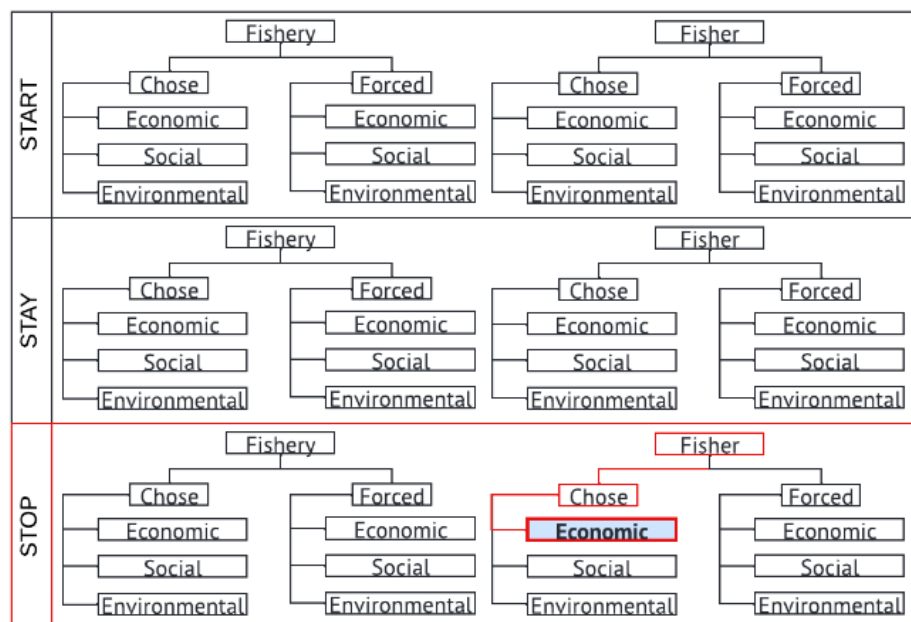 START
Fishery Fisher
Chose Forced Chose Forced
Economic Economic Economic Economic
Social Social Social Social
Environmental Environmental Environmental Environmental
STAY
Fishery Fisher
Chose Forced Chose Forced
Economic Economic Economic Economic
Social Social Social Social
Environmental Environmental Environmental Environmental
STOP
Fishery Fisher
Chose Forced Chose Forced
Economic Economic Economic Economic
Social Social Social Social
Environmental Environmental Environmental Environmental